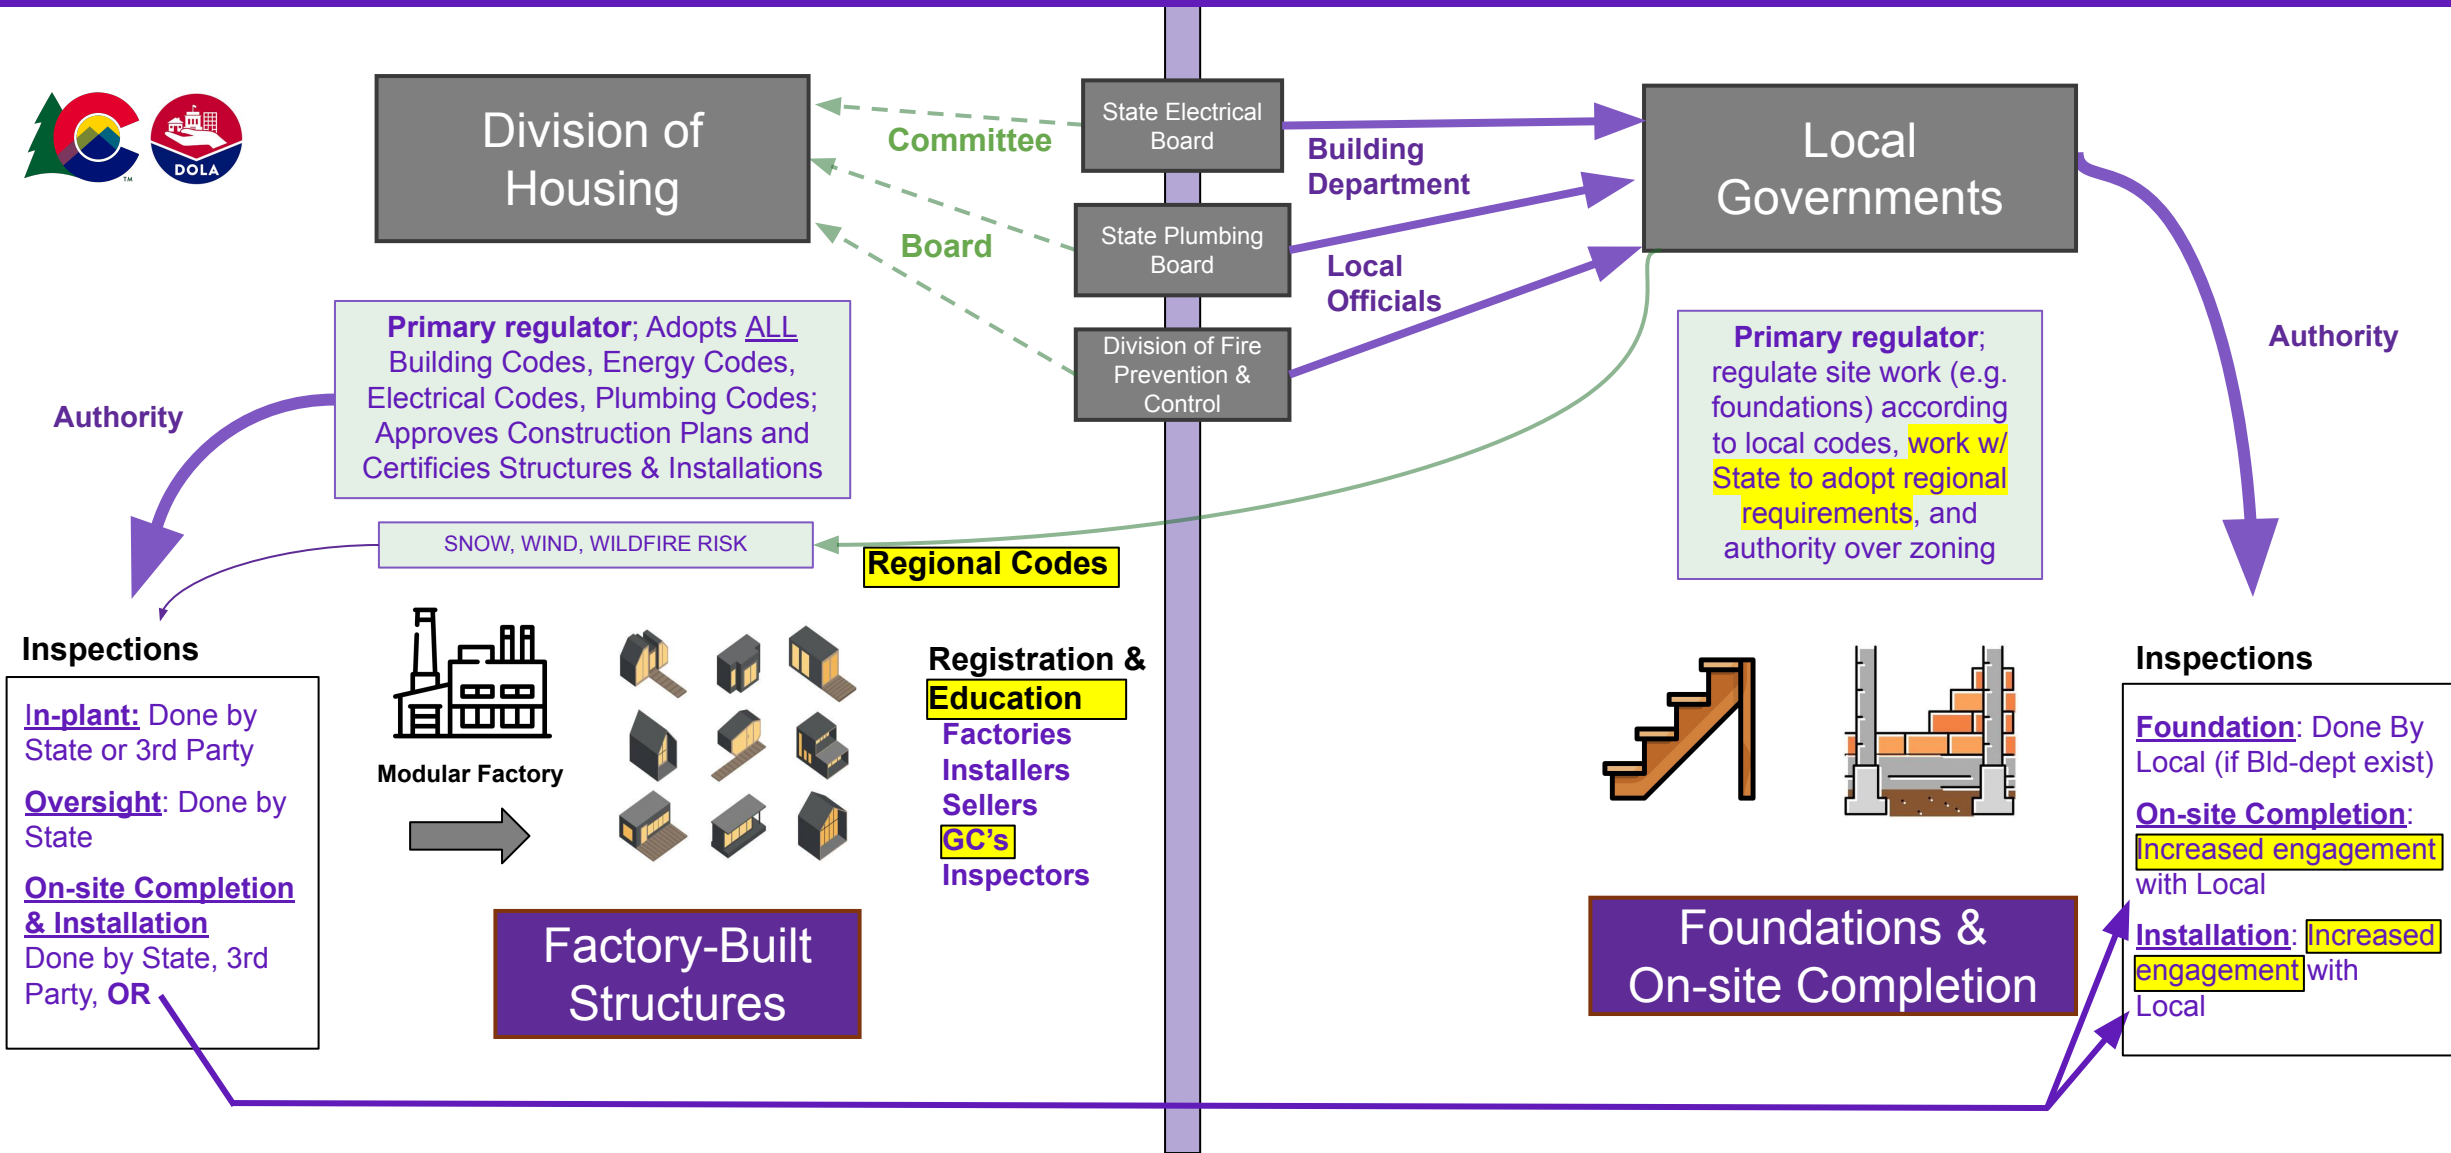 DOLA
TM
Division of
Housing
Committee
Board
State Electrical
Board
State Plumbing
Board
Division of Fire
Prevention &
Control
Building
Department
Local
Officials
Local
Governments
Authority
Primary regulator; Adopts ALL
Building Codes, Energy Codes,
Electrical Codes, Plumbing Codes;
Approves Construction Plans and
Certificies Structures & Installations
SNOW, WIND, WILDFIRE RISK
Regional Codes
Primary regulator;
regulate site work (e.g.
foundations) according
to local codes, work w/
State to adopt regional
requirements, and
authority over zoning
Authority
Inspections
In-plant: Done by
State or 3rd Party
Oversight: Done by
State
On-site Completion
& Installation
Done by State, 3rd
Party, OR
Modular Factory
Registration &
Education
Factories
Installers
Sellers
GC's
Inspectors
Factory-Built
Structures
Foundations &
On-site Completion
Inspections
Foundation: Done By
Local (if Bld-dept exist)
On-site Completion:
Increased engagement
with Local
Installation: Increased
engagement with
Local